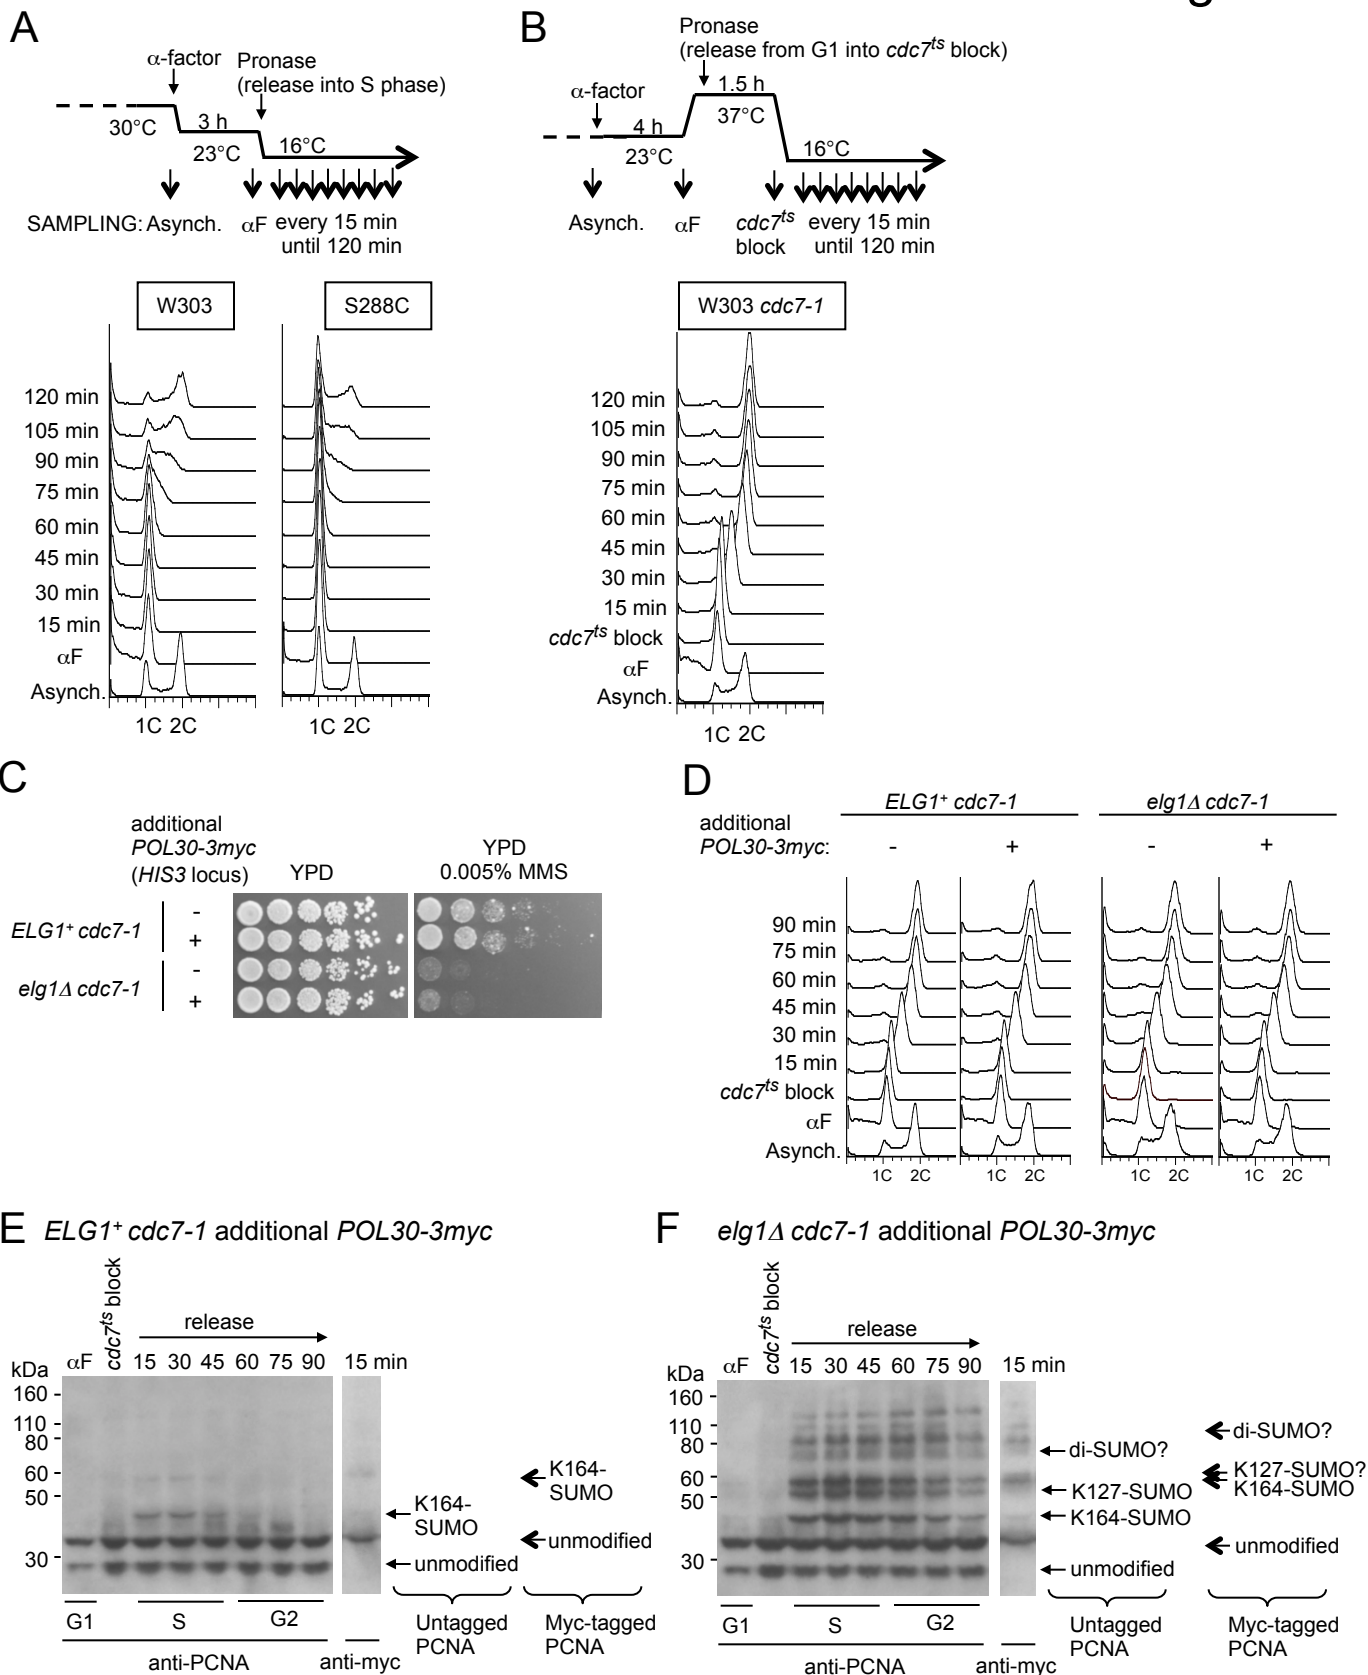 A
α-factor
Pronase
(release into S phase)
30°C
3 h
23°C
16°C
SAMPLING: Asynch.
αF
every 15 min
until 120 min
W303
S288C
120 min
105 min
90 min
75 min
60 min
45 min
30 min
15 min
αF
Asynch.
1C 2C
1C 2C
B
Pronase
(release from G1 into cdc7ts block)
α-factor
1.5 h
37°C
4 h
23°C
16°C
Asynch.
αF
cdc7ts
block
every 15 min
until 120 min
W303 cdc7-1
120 min
105 min
90 min
75 min
60 min
45 min
30 min
15 min
cdc7ts block
αF
Asynch.
1C 2C
C
additional
POL30-3myc
(HIS3 locus)
YPD
YPD
0.005% MMS
ELG1+ cdc7-1
-
+
elg1Δ cdc7-1
-
+
D
ELG1+ cdc7-1
elg1Δ cdc7-1
additional
POL30-3myc:
-
+
-
+
90 min
75 min
60 min
45 min
30 min
15 min
cdc7ts block
αF
Asynch.
1C 2C
1C 2C
1C 2C
1C 2C
E ELG1+ cdc7-1 additional POL30-3myc
cdc7ts block
release
kDa
αF
15 30 45 60 75 90
15 min
160
110
80
60
50
30
K164-
SUMO
K164-
SUMO
unmodified
unmodified
G1
S
G2
anti-PCNA
anti-myc
Untagged
PCNA
Myc-tagged
PCNA
F elg1Δ cdc7-1 additional POL30-3myc
cdc7ts block
release
kDa
αF
15 30 45 60 75 90
15 min
160
110
80
60
50
30
di-SUMO?
di-SUMO?
K127-SUMO?
K164-SUMO
K127-SUMO
K164-SUMO
unmodified
unmodified
G1
S
G2
anti-PCNA
anti-myc
Untagged
PCNA
Myc-tagged
PCNA